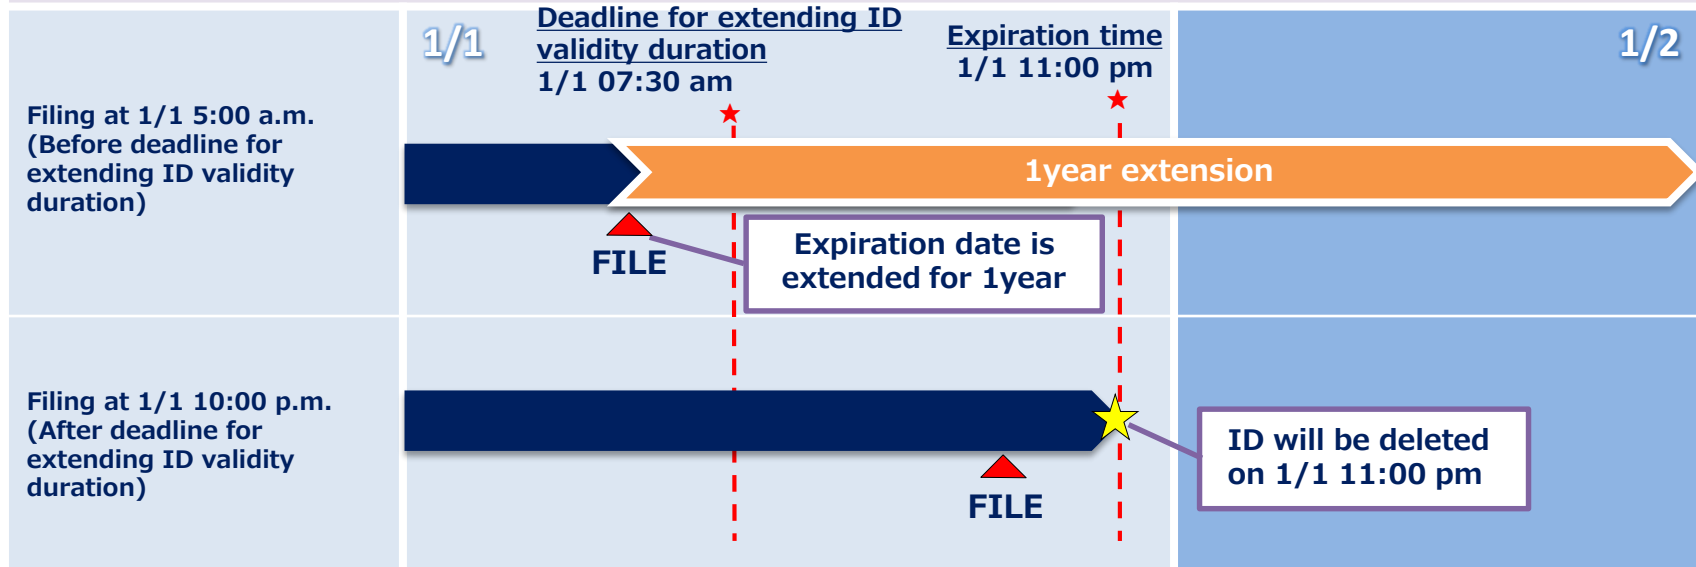 1/1
Deadline for extending ID
validity duration
1/1 07:30 am
Expiration time
1/1 11:00 pm
1/2
Filing at 1/1 5:00 a.m.
(Before deadline for
extending ID validity
duration)
1year extension
FILE
Expiration date is
extended for 1year
Filing at 1/1 10:00 p.m.
(After deadline for
extending ID validity
duration)
FILE
ID will be deleted
on 1/1 11:00 pm